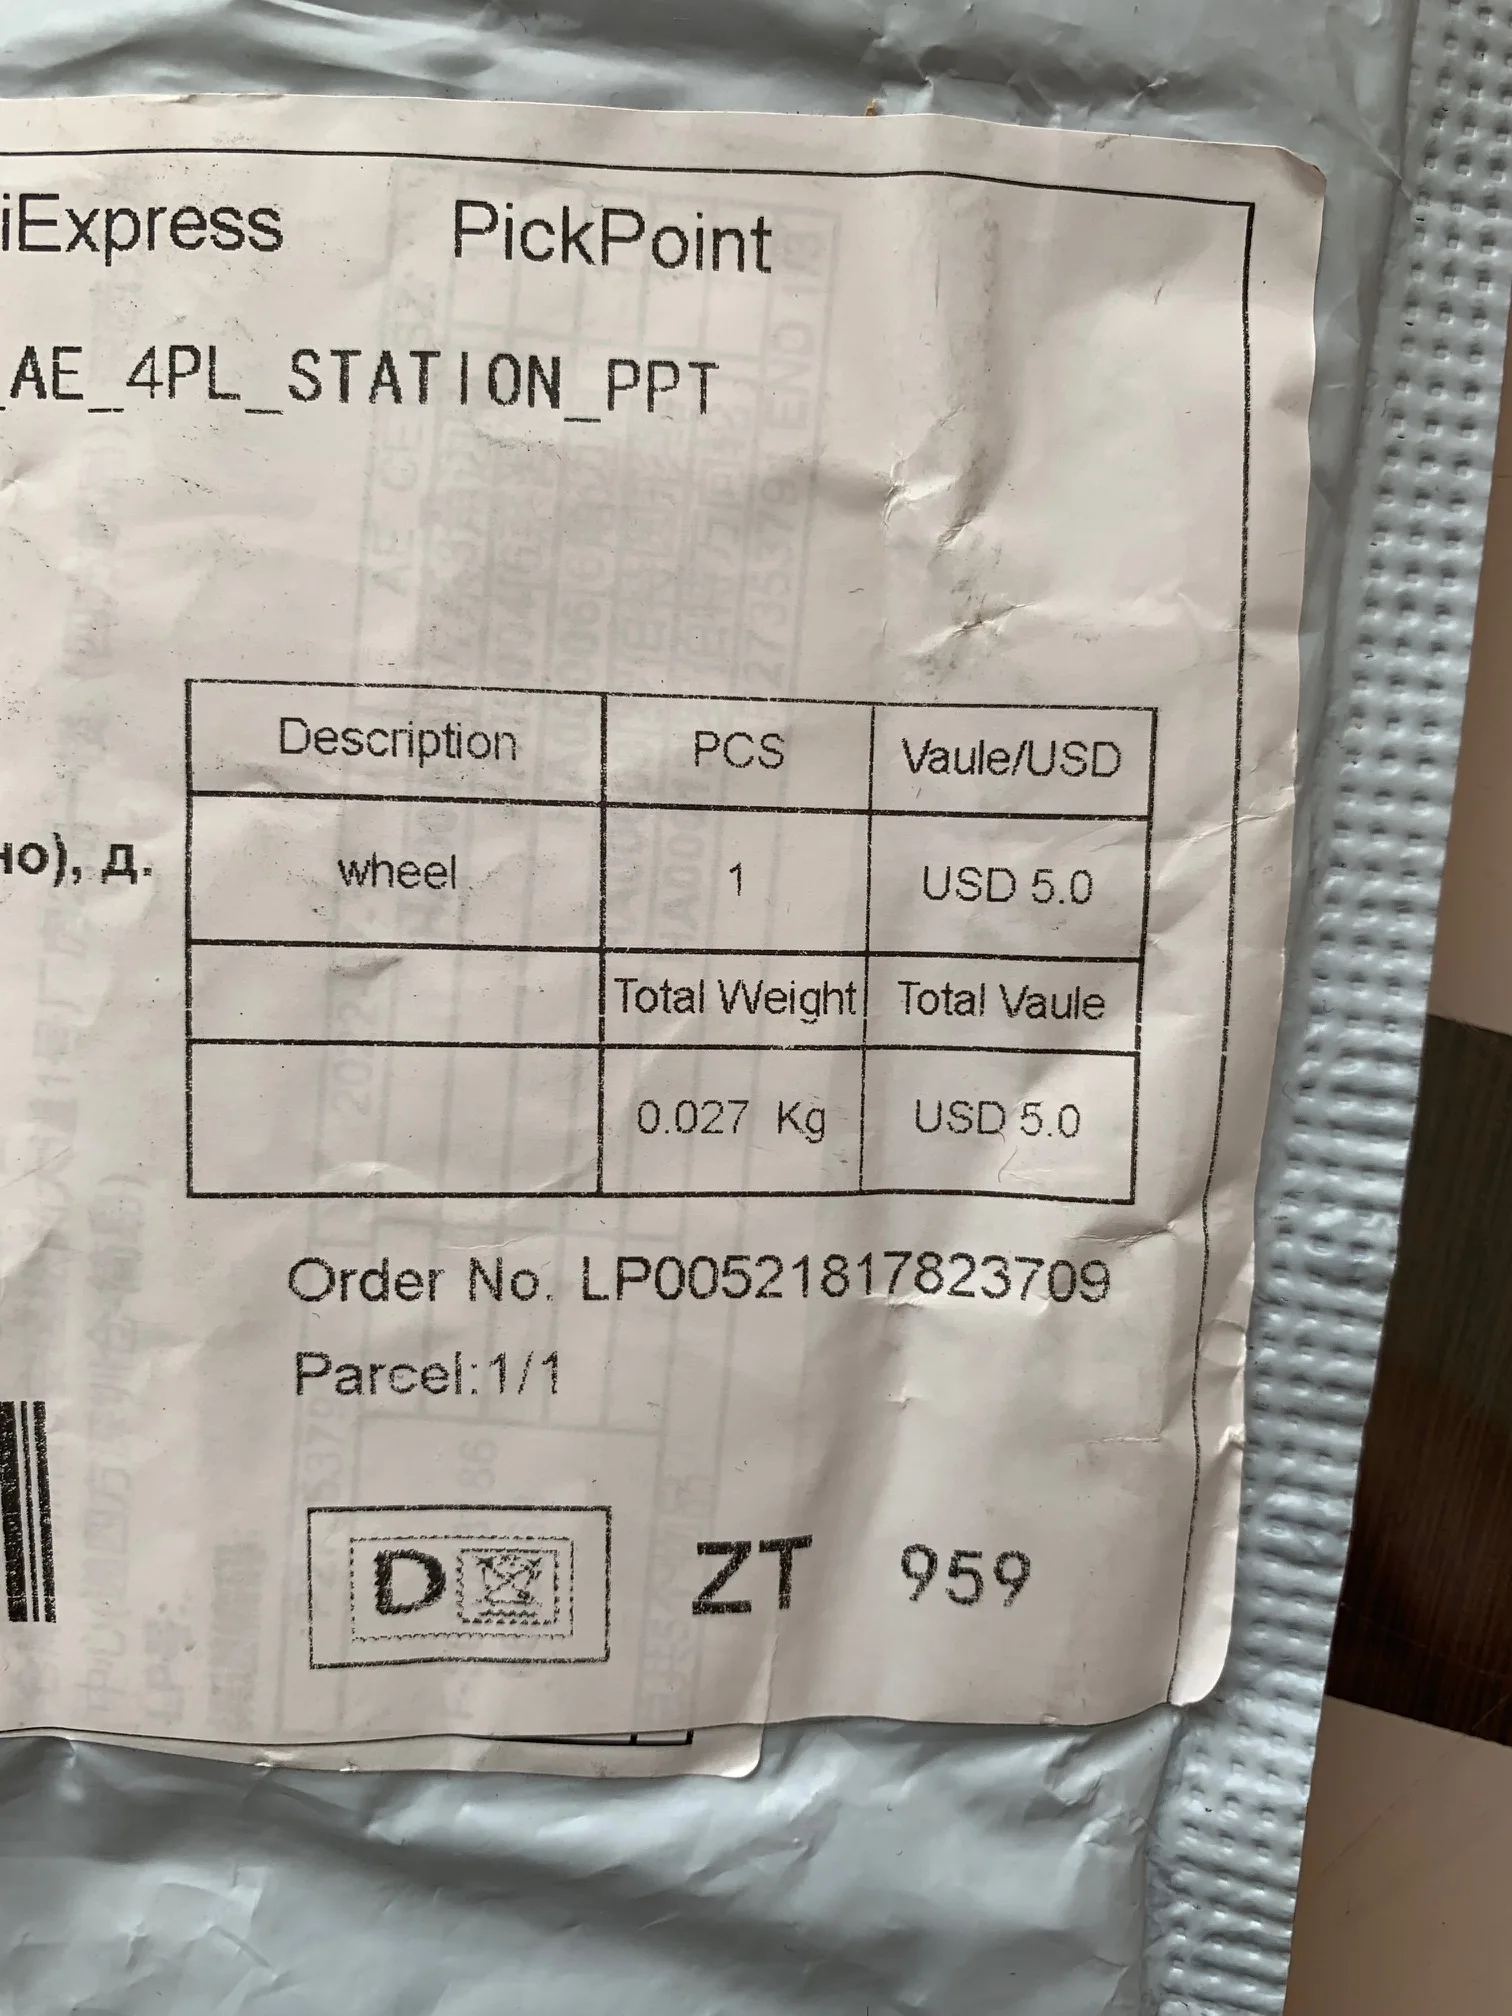 iExpress PickPoint
_AE_4PL_STATION_PPT
Description PCS Vaule/USD
но), д.
wheel 1 USD 5.0
Total Weight Total Vaule
0.027 Kg USD 5.0
Order No. LP00521817823709
Parcel:1/1
D ZT 959